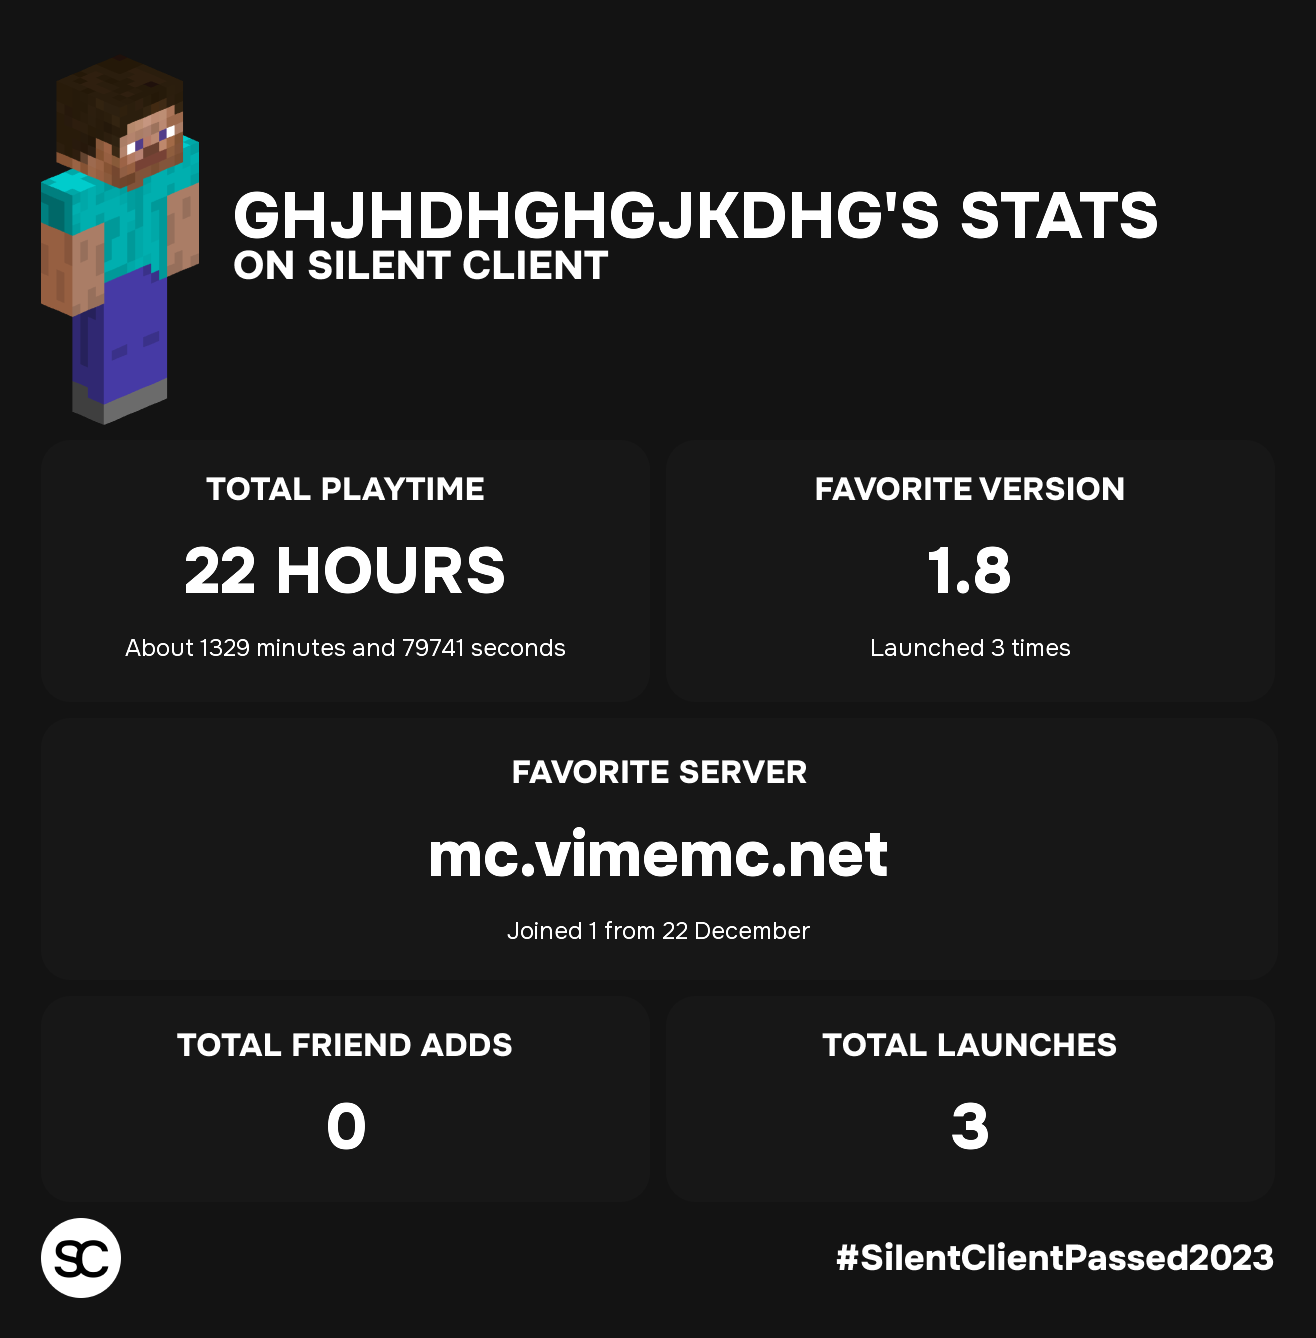 GHJHDHGHGJKDHG'S STATS
ON SILENT CLIENT
TOTAL PLAYTIME
22 HOURS
About 1329 minutes and 79741 seconds
FAVORITE VERSION
1.8
Launched 3 times
FAVORITE SERVER
mc.vimemc.net
Joined 1 from 22 December
TOTAL FRIEND ADDS
0
TOTAL LAUNCHES
3
SC
#SilentClientPassed2023